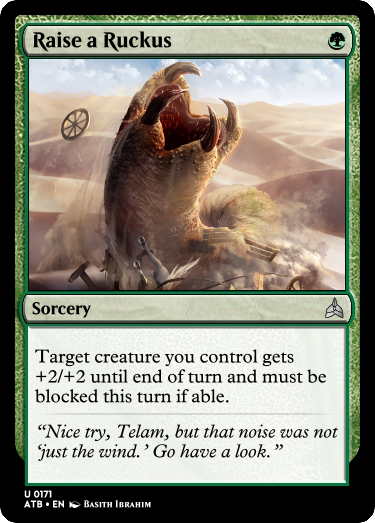 Raise a Ruckus
Sorcery
Target creature you control gets
+2/+2 until end of turn and must be
blocked this turn if able.
“Nice try, Telam, but that noise was not
‘just the wind.’ Go have a look.”
U 0171
ATB • EN Basith Ibrahim